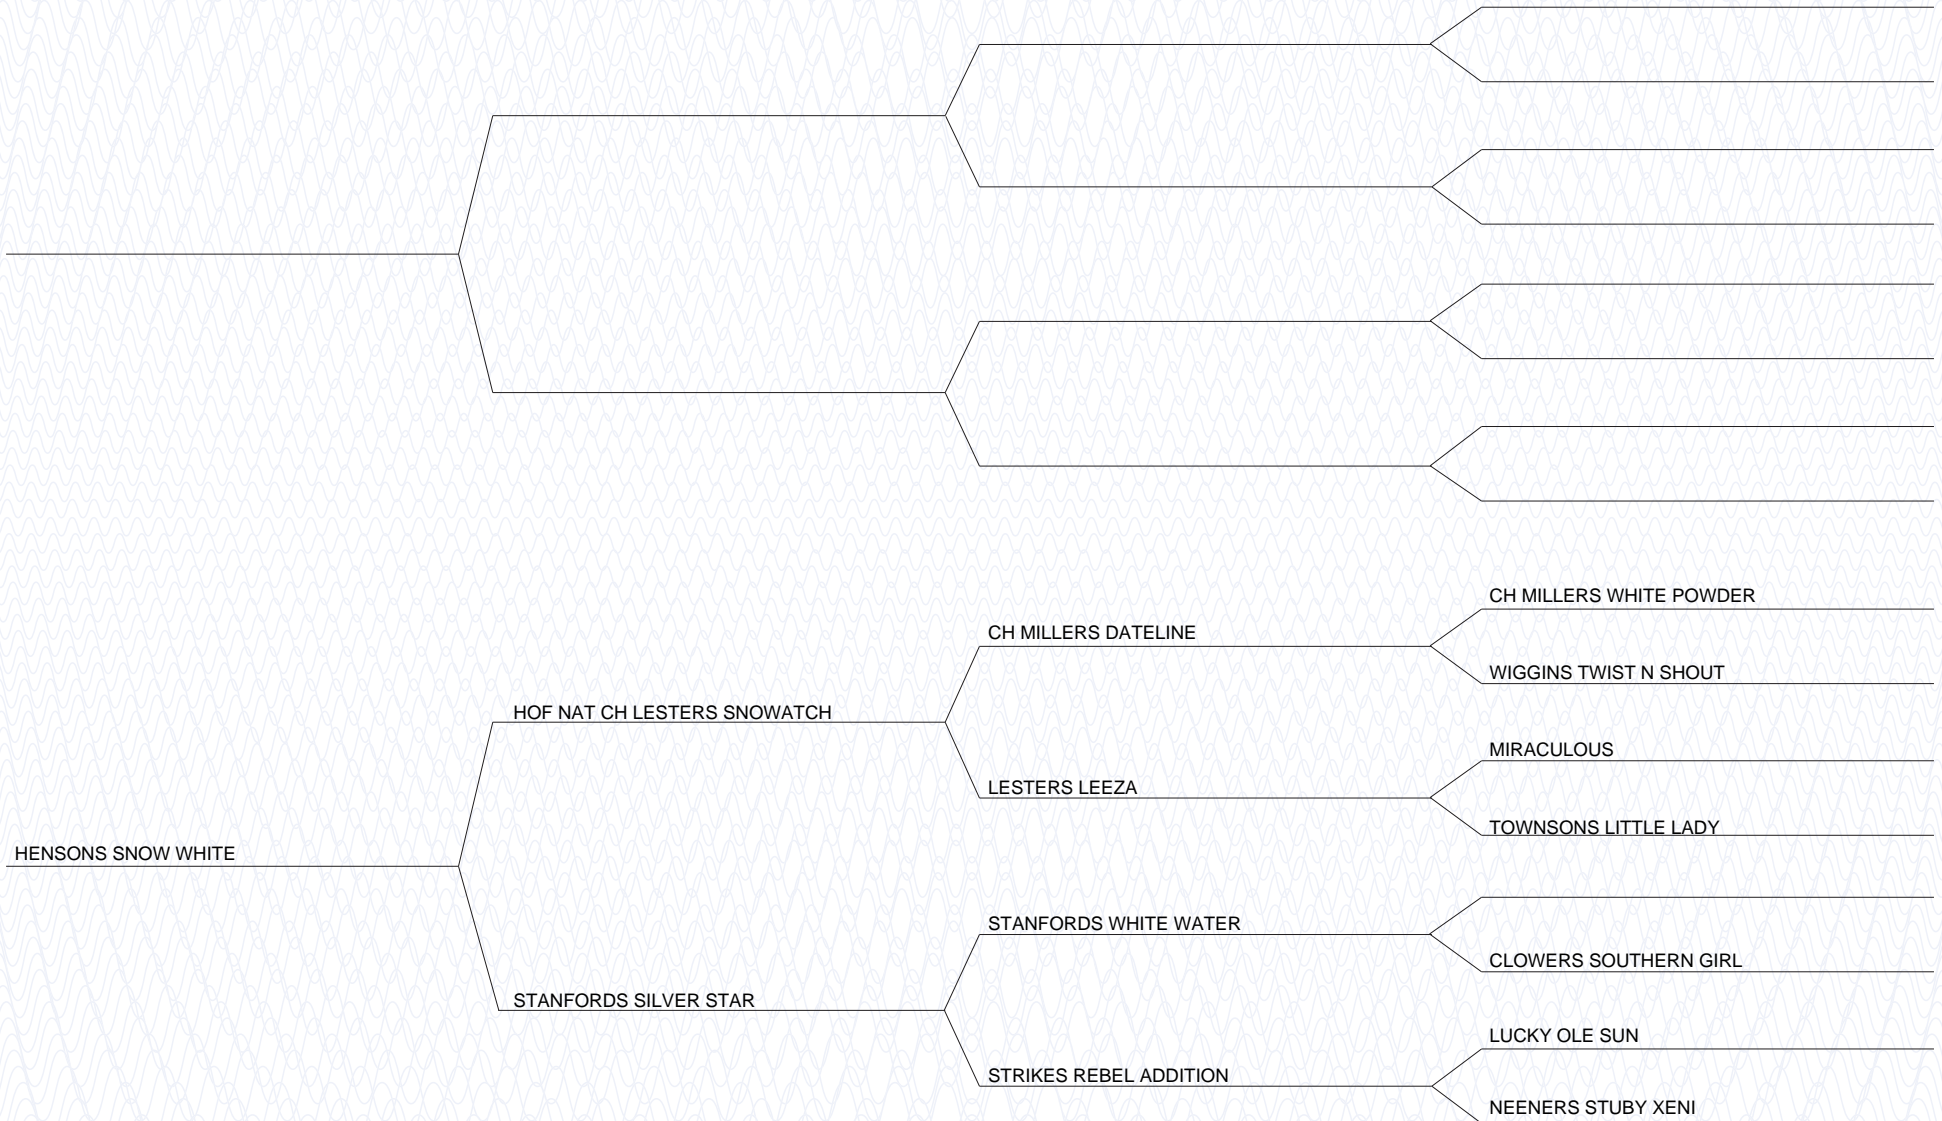 CH MILLERS WHITE POWDER
CH MILLERS DATELINE
WIGGINS TWIST N SHOUT
HOF NAT CH LESTERS SNOWATCH
MIRACULOUS
LESTERS LEEZA
TOWNSONS LITTLE LADY
HENSONS SNOW WHITE
STANFORDS WHITE WATER
CLOWERS SOUTHERN GIRL
STANFORDS SILVER STAR
LUCKY OLE SUN
STRIKES REBEL ADDITION
NEENERS STUBY XENI